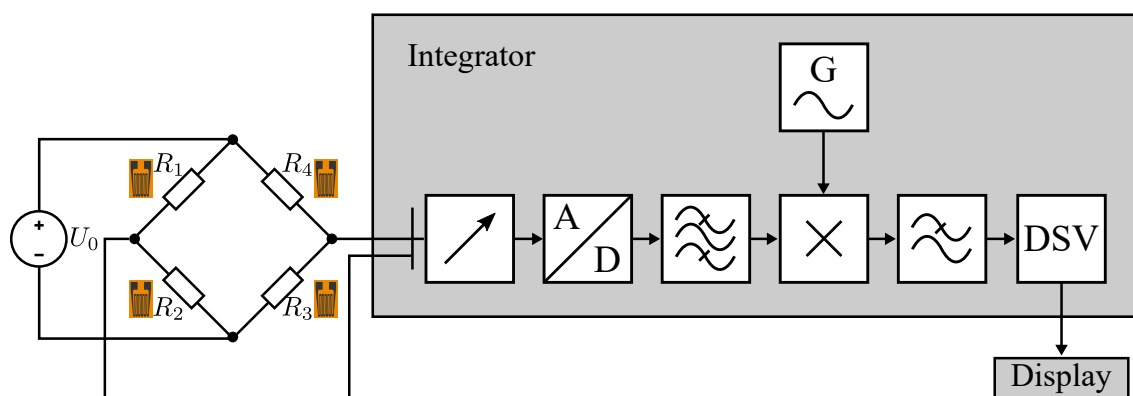 Integrator
G
R₁
R₄
U₀
R₂
R₃
A
D
DSV
Display